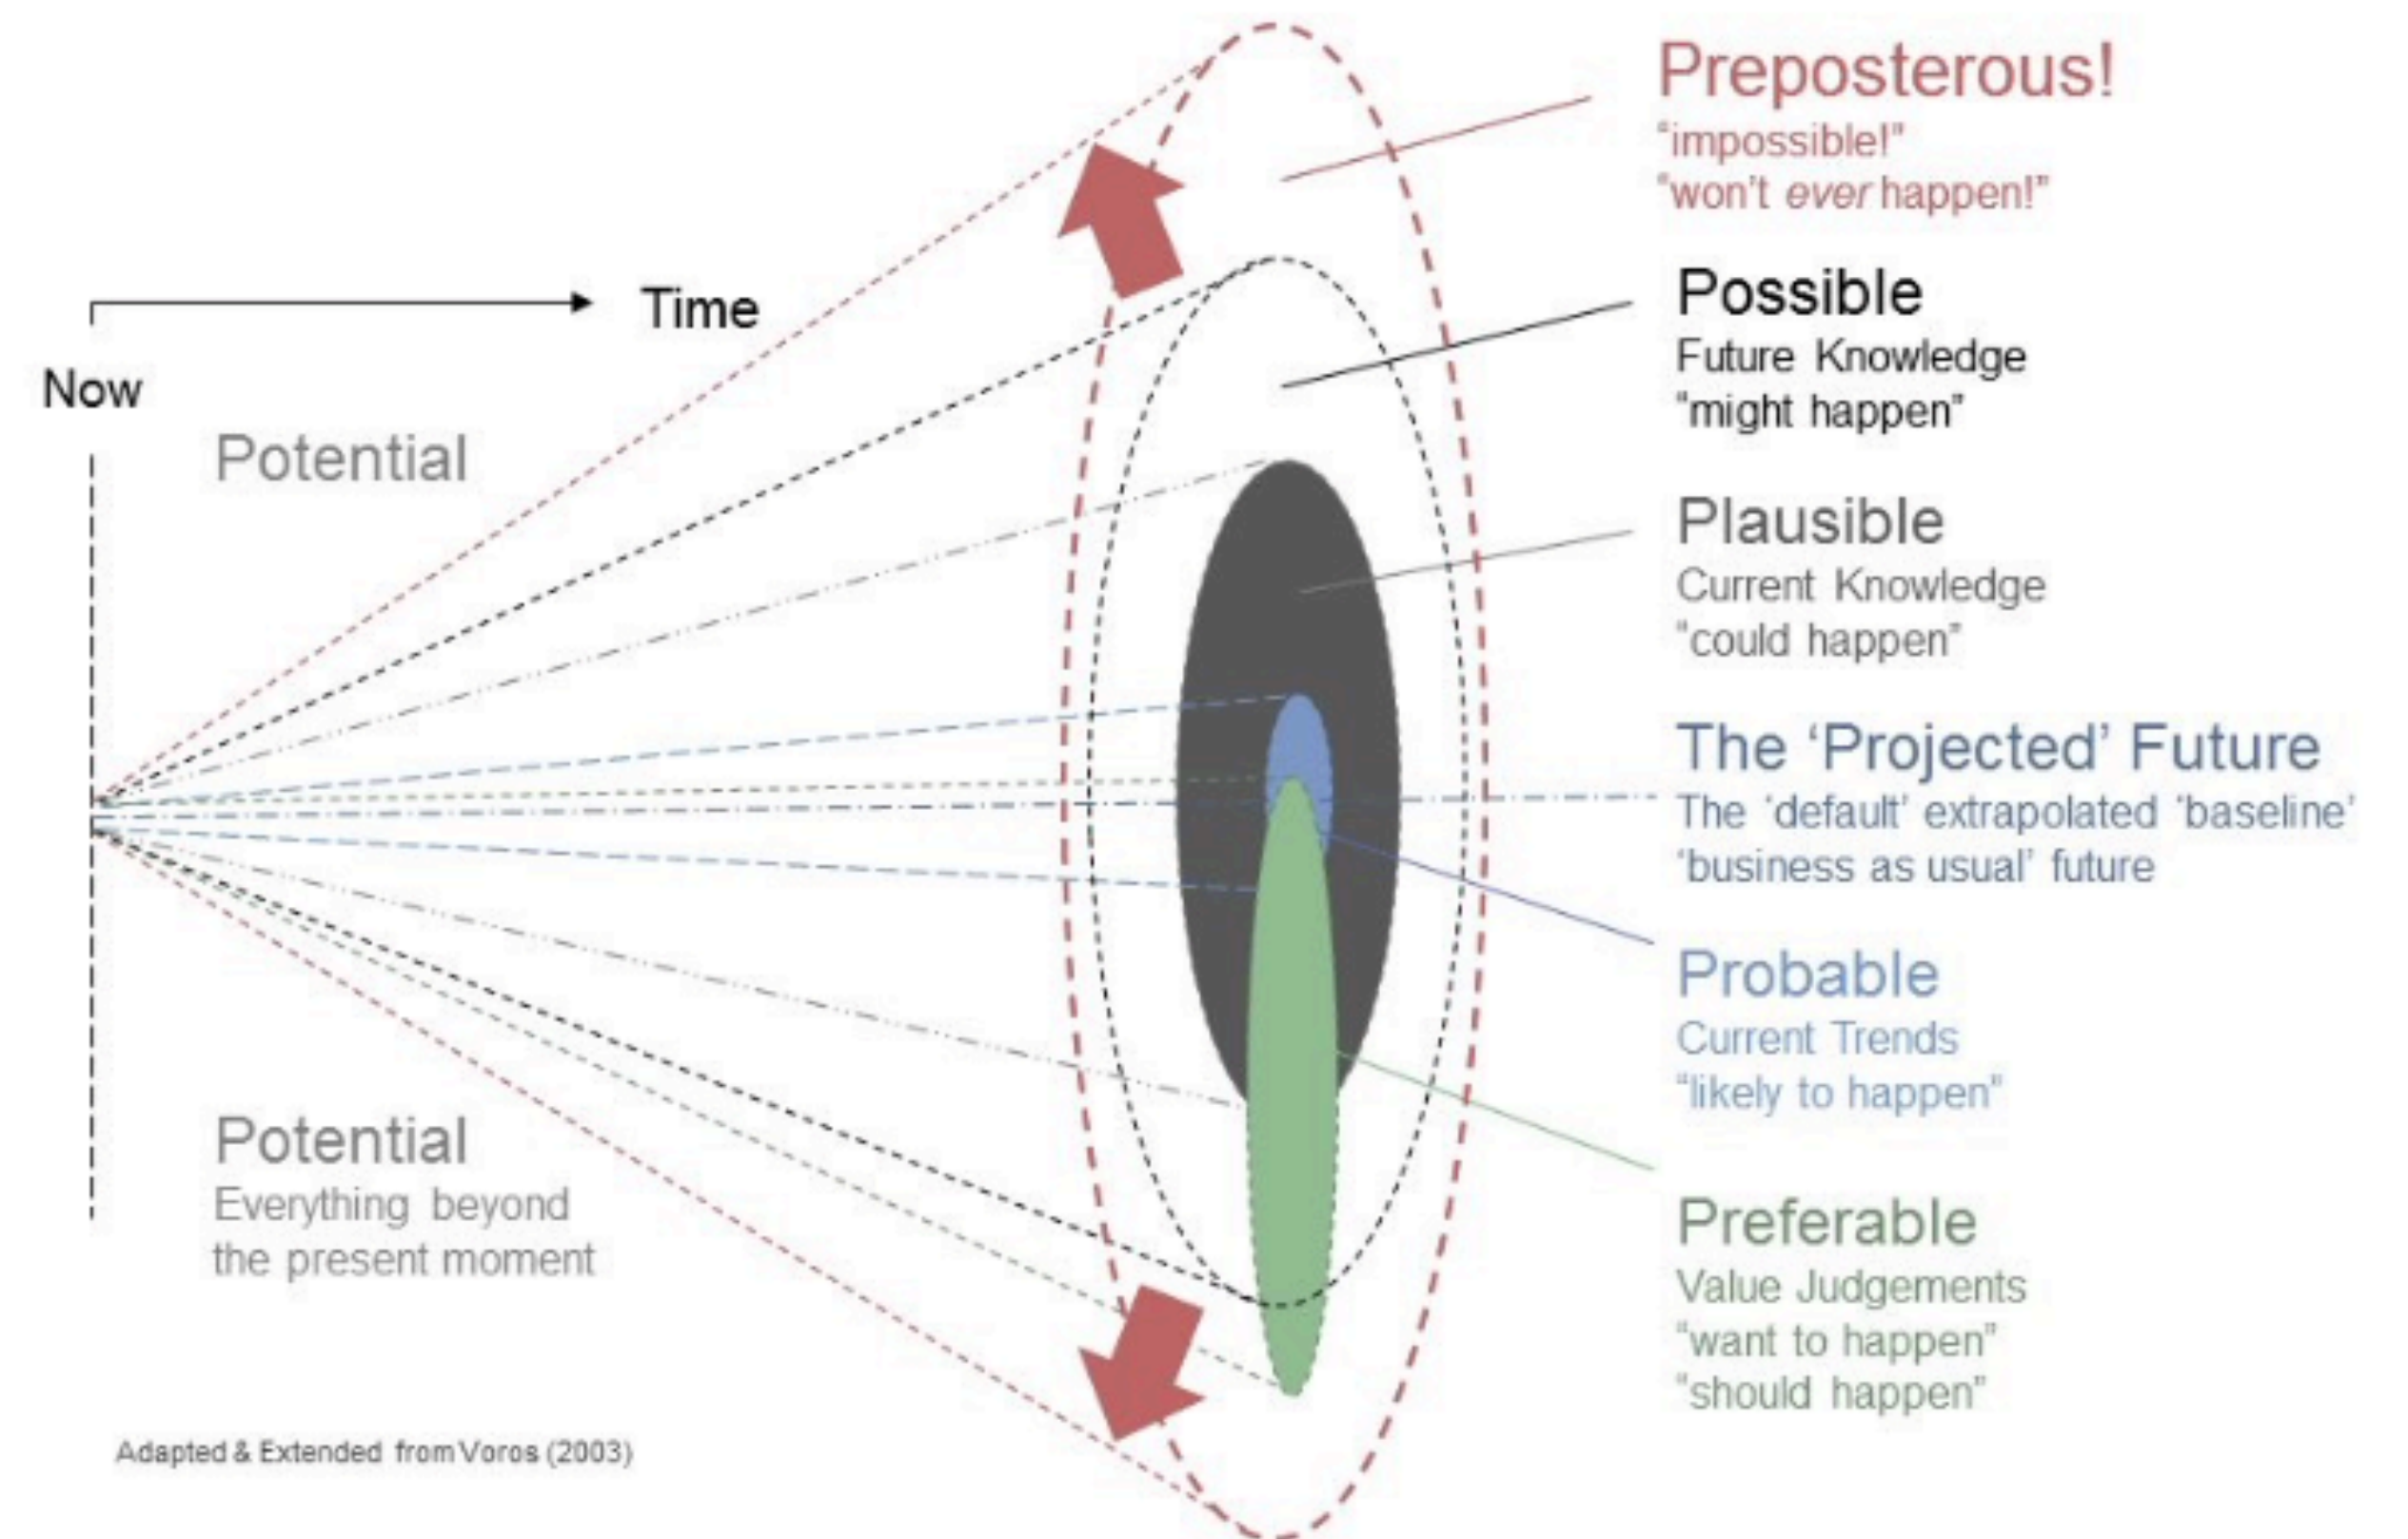 Preposterous!
“impossible!”
“won’t ever happen!”
Time
Now
Potential
Possible
Future Knowledge
“might happen”
Plausible
Current Knowledge
“could happen”
The ‘Projected’ Future
The ‘default’ extrapolated ‘baseline’
‘business as usual’ future
Probable
Current Trends
“likely to happen”
Potential
Everything beyond
the present moment
Preferable
Value Judgements
“want to happen”
“should happen”
Adapted & Extended from Voros (2003)